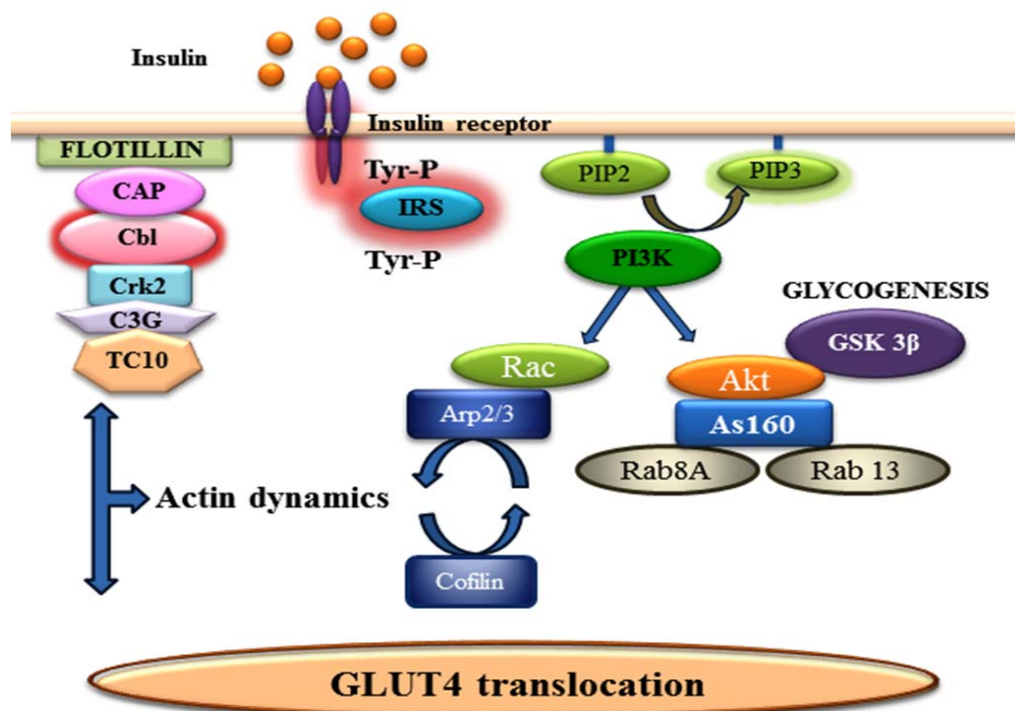 Insulin
Insulin receptor
FLOTILLIN
CAP
Cbl
Crk2
C3G
TC10
Tyr-P
IRS
Tyr-P
PIP2
PIP3
PI3K
GLYCOGENESIS
GSK 3β
Rac
Akt
Arp2/3
As160
Rab8A
Rab 13
Actin dynamics
Cofilin
GLUT4 translocation